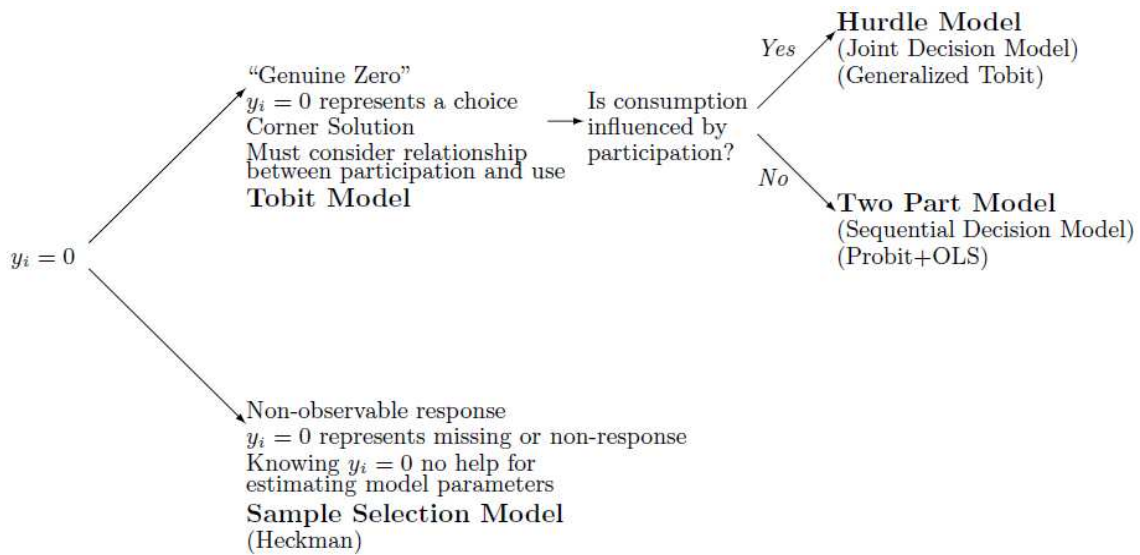 y_i = 0
“Genuine Zero”
y_i = 0 represents a choice
Corner Solution
Must consider relationship
between participation and use
Tobit Model
Is consumption
influenced by
participation?
Yes
Hurdle Model
(Joint Decision Model)
(Generalized Tobit)
No
Two Part Model
(Sequential Decision Model)
(Probit+OLS)
Non-observable response
y_i = 0 represents missing or non-response
Knowing y_i = 0 no help for
estimating model parameters
Sample Selection Model
(Heckman)